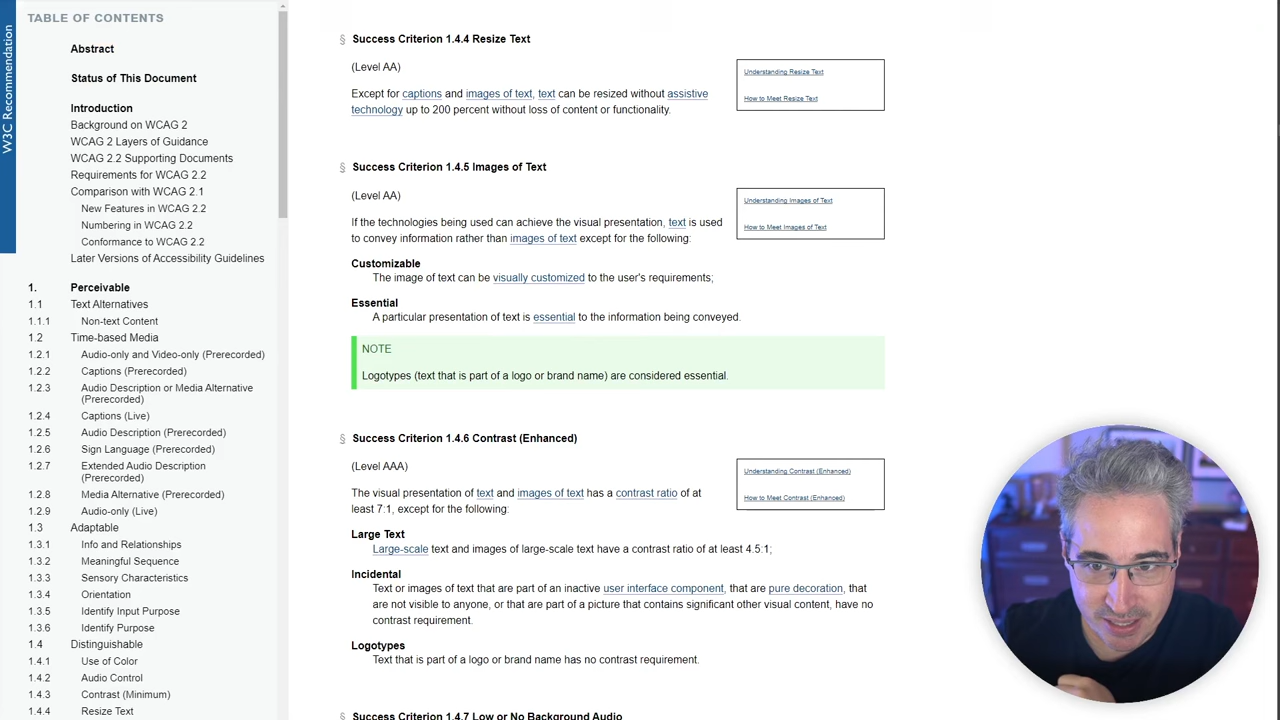 W3C Recommendation
TABLE OF CONTENTS
Abstract
Status of This Document
Introduction
Background on WCAG 2
WCAG 2 Layers of Guidance
WCAG 2.2 Supporting Documents
Requirements for WCAG 2.2
Comparison with WCAG 2.1
New Features in WCAG 2.2
Numbering in WCAG 2.2
Conformance to WCAG 2.2
Later Versions of Accessibility Guidelines
1. Perceivable
1.1 Text Alternatives
1.1.1 Non-text Content
1.2 Time-based Media
1.2.1 Audio-only and Video-only (Prerecorded)
1.2.2 Captions (Prerecorded)
1.2.3 Audio Description or Media Alternative
(Prerecorded)
1.2.4 Captions (Live)
1.2.5 Audio Description (Prerecorded)
1.2.6 Sign Language (Prerecorded)
1.2.7 Extended Audio Description
(Prerecorded)
1.2.8 Media Alternative (Prerecorded)
1.2.9 Audio-only (Live)
1.3 Adaptable
1.3.1 Info and Relationships
1.3.2 Meaningful Sequence
1.3.3 Sensory Characteristics
1.3.4 Orientation
1.3.5 Identify Input Purpose
1.3.6 Identify Purpose
1.4 Distinguishable
1.4.1 Use of Color
1.4.2 Audio Control
1.4.3 Contrast (Minimum)
1.4.4 Resize Text
§ Success Criterion 1.4.4 Resize Text
(Level AA)
Understanding Resize Text
How to Meet Resize Text
Except for captions and images of text, text can be resized without assistive
technology up to 200 percent without loss of content or functionality.
§ Success Criterion 1.4.5 Images of Text
(Level AA)
Understanding Images of Text
How to Meet Images of Text
If the technologies being used can achieve the visual presentation, text is used
to convey information rather than images of text except for the following:
Customizable
The image of text can be visually customized to the user's requirements;
Essential
A particular presentation of text is essential to the information being conveyed.
NOTE
Logotypes (text that is part of a logo or brand name) are considered essential.
§ Success Criterion 1.4.6 Contrast (Enhanced)
(Level AAA)
Understanding Contrast (Enhanced)
How to Meet Contrast (Enhanced)
The visual presentation of text and images of text has a contrast ratio of at
least 7:1, except for the following:
Large Text
Large-scale text and images of large-scale text have a contrast ratio of at least 4.5:1;
Incidental
Text or images of text that are part of an inactive user interface component, that are pure decoration, that
are not visible to anyone, or that are part of a picture that contains significant other visual content, have no
contrast requirement.
Logotypes
Text that is part of a logo or brand name has no contrast requirement.
§ Success Criterion 1.4.7 Low or No Background Audio